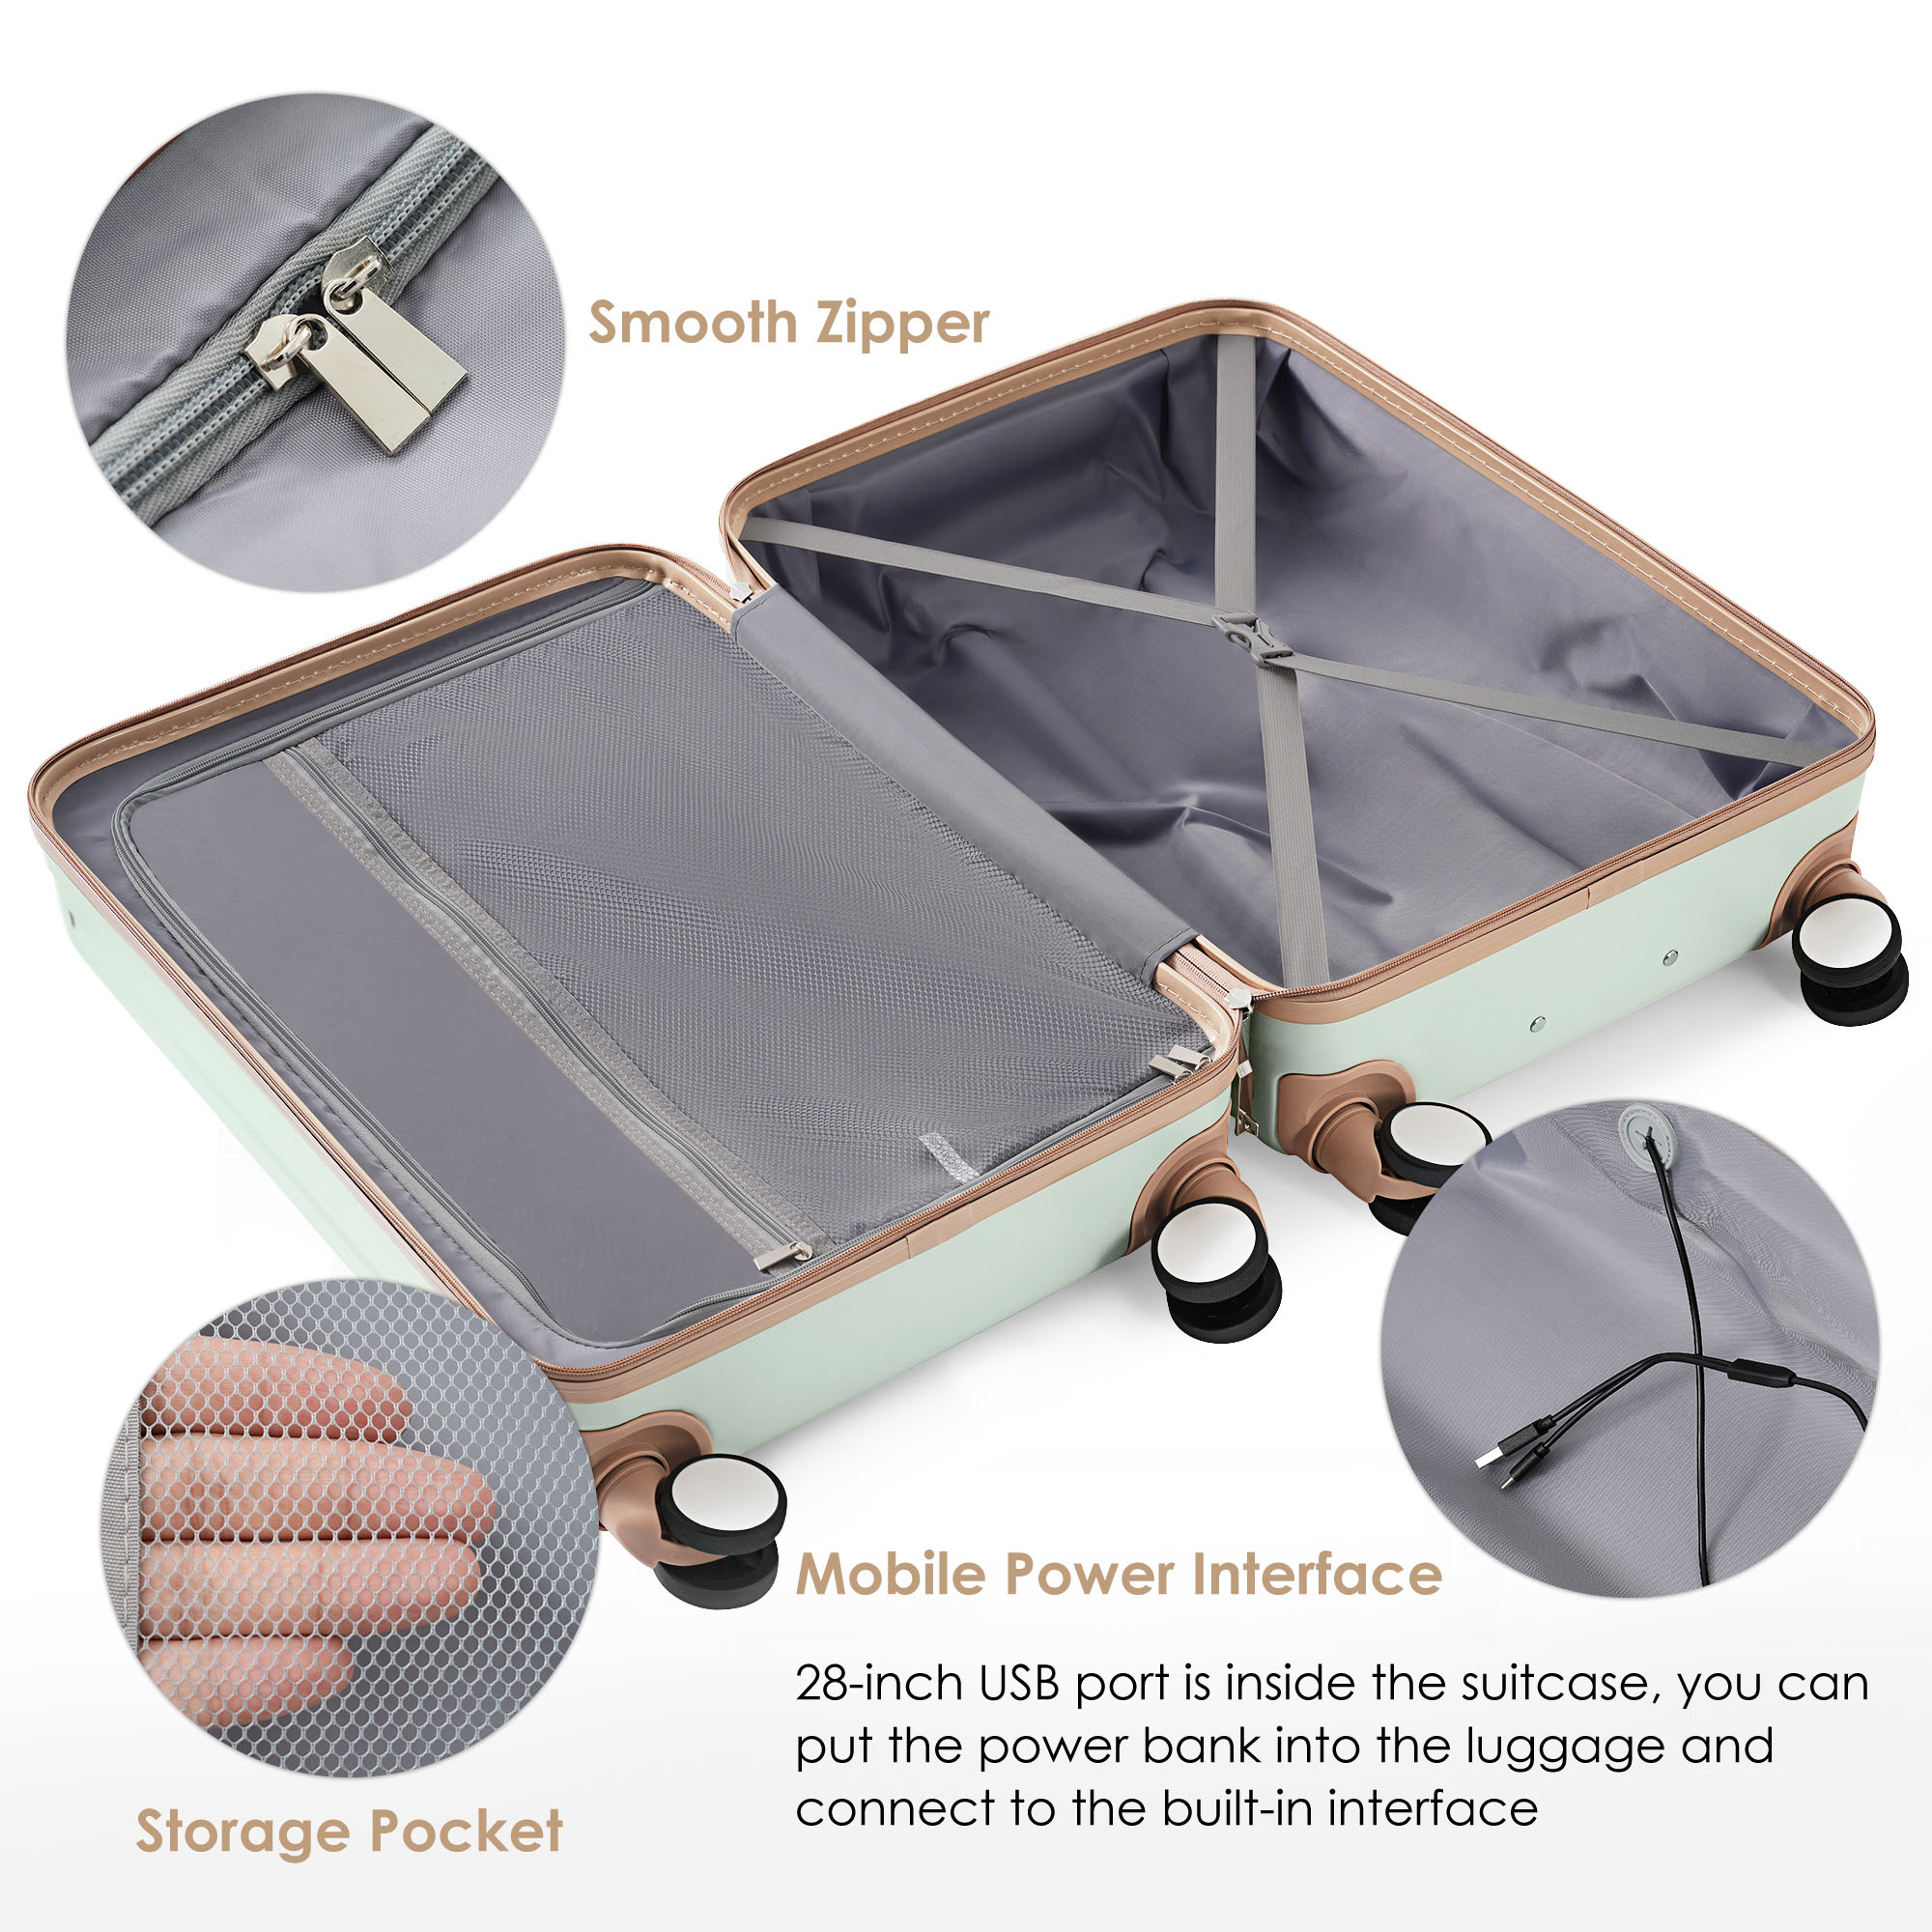 Smooth Zipper
Mobile Power Interface
28-inch USB port is inside the suitcase, you can
put the power bank into the luggage and
connect to the built-in interface
Storage Pocket